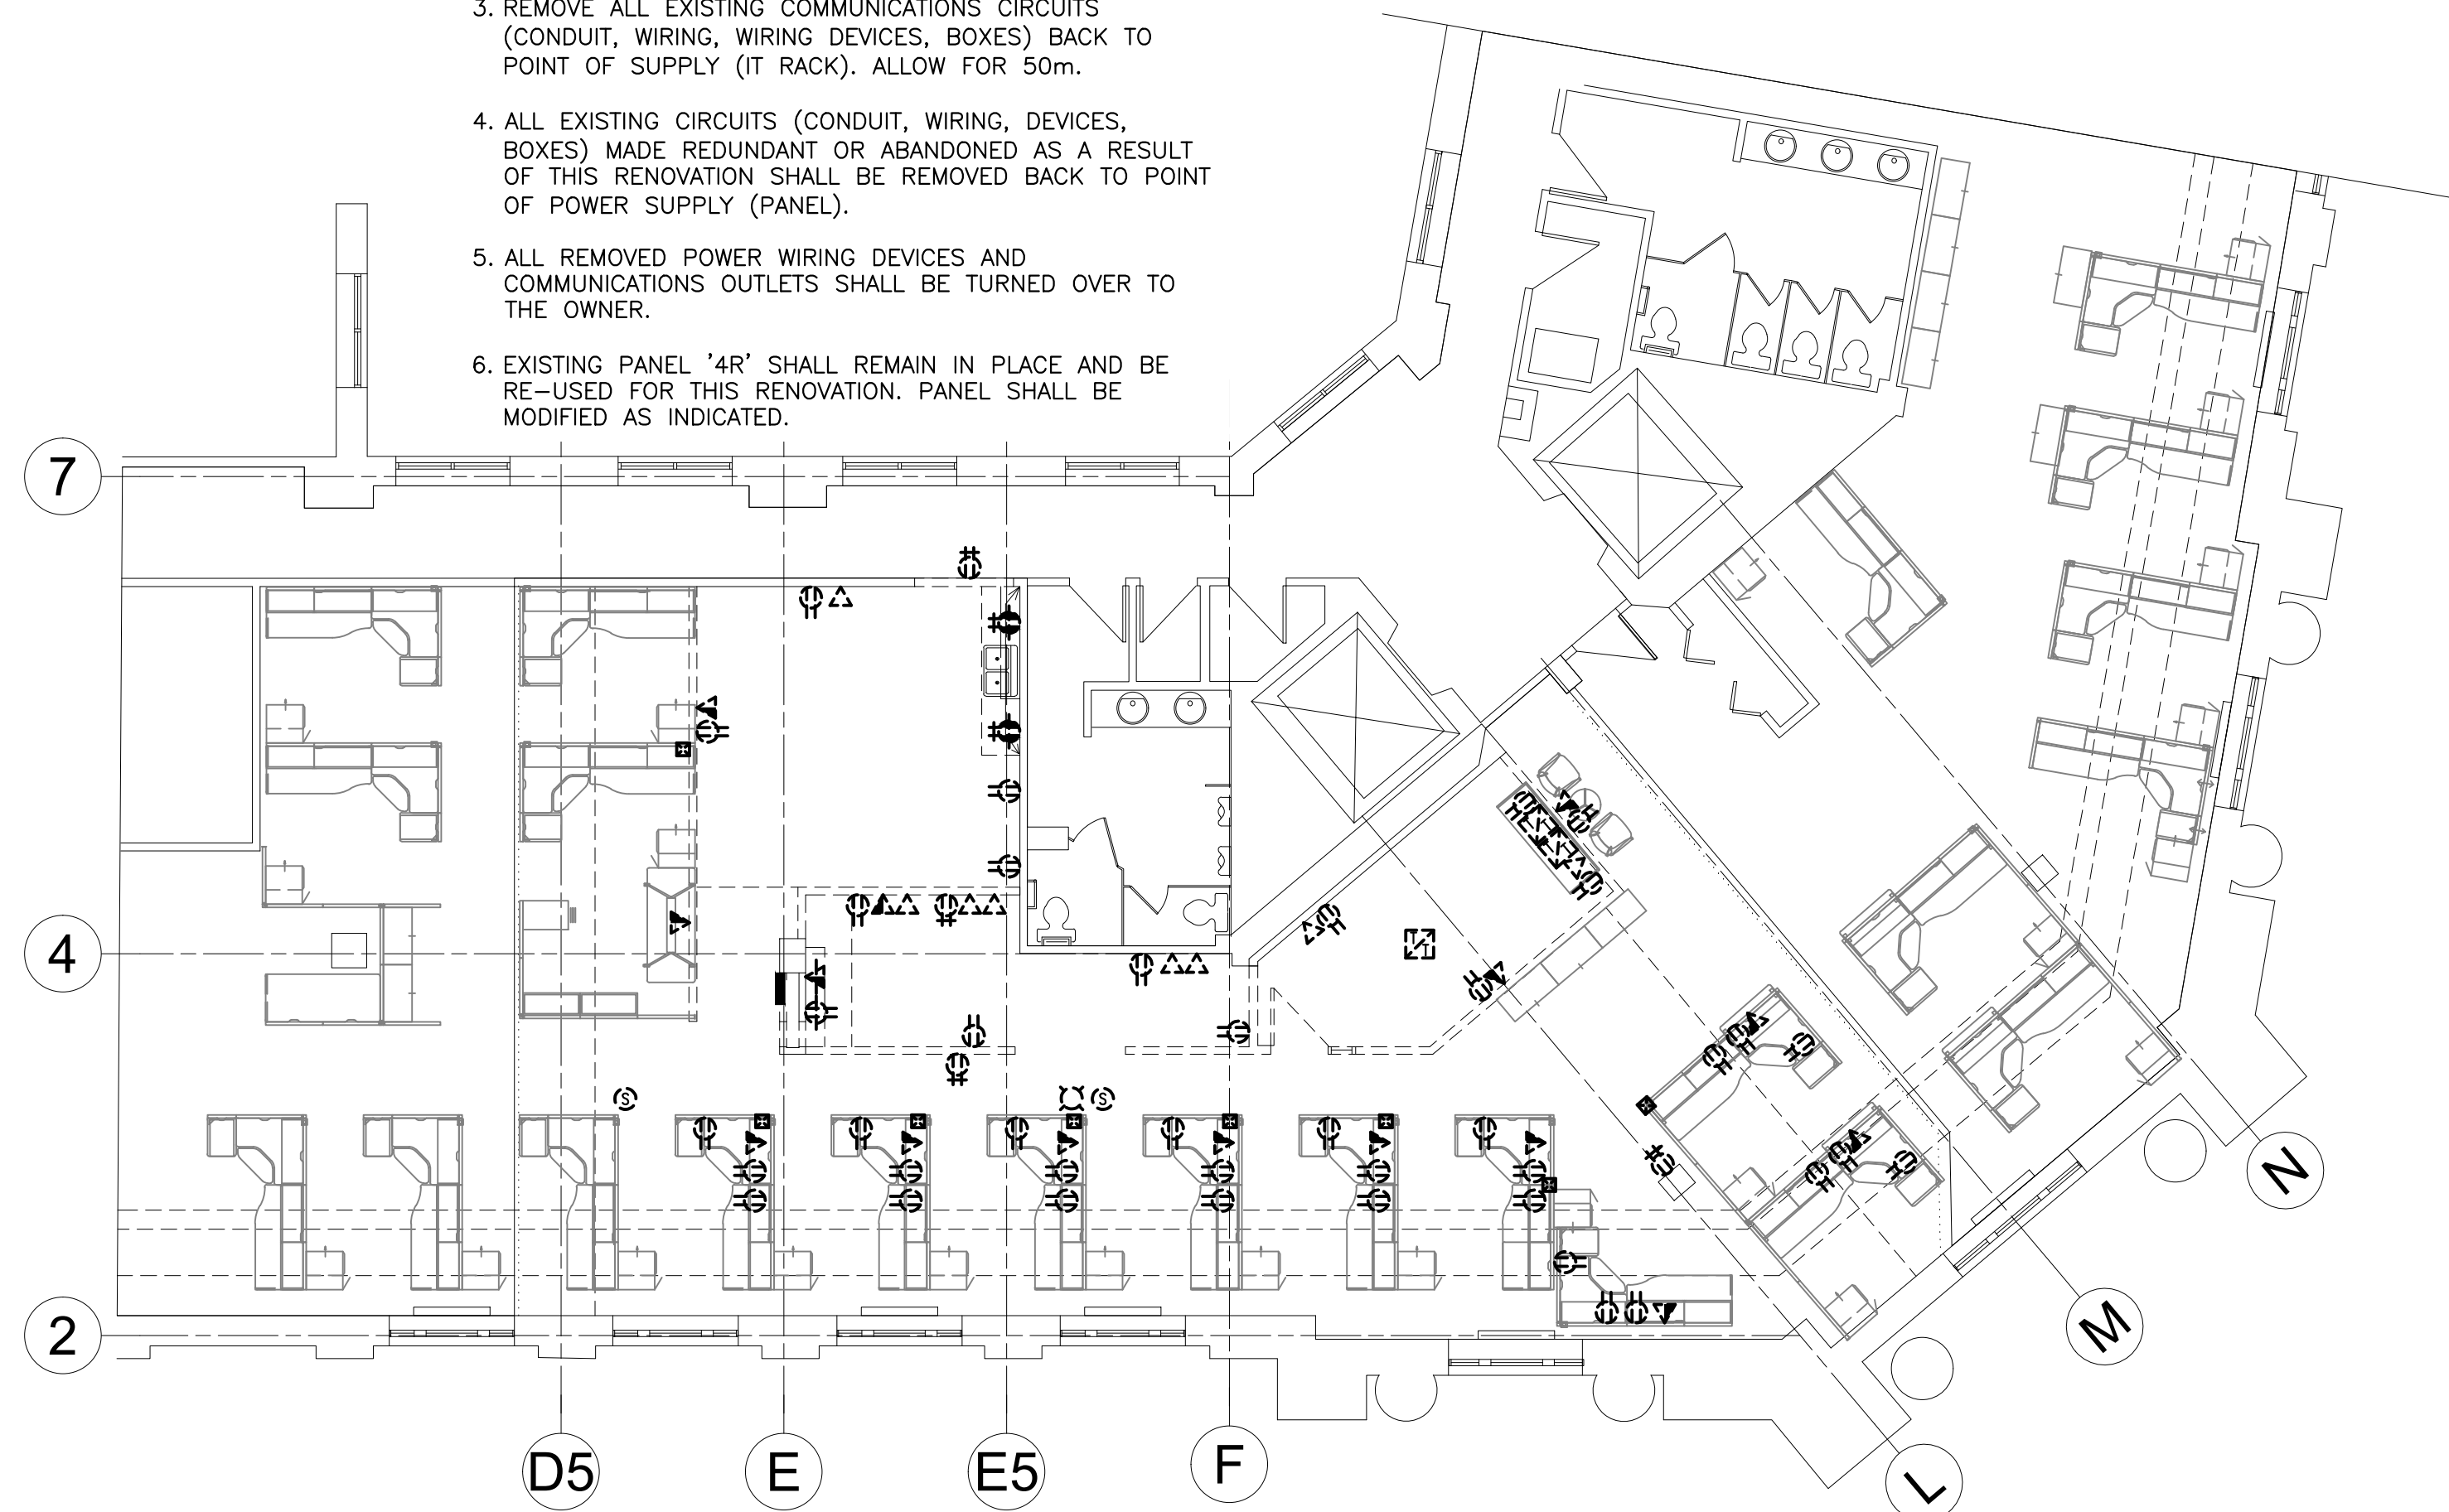 3. REMOVE ALL EXISTING COMMUNICATIONS CIRCUITS
(CONDUIT, WIRING, WIRING DEVICES, BOXES) BACK TO
POINT OF SUPPLY (IT RACK). ALLOW FOR 50m.
4. ALL EXISTING CIRCUITS (CONDUIT, WIRING, DEVICES,
BOXES) MADE REDUNDANT OR ABANDONED AS A RESULT
OF THIS RENOVATION SHALL BE REMOVED BACK TO POINT
OF POWER SUPPLY (PANEL).
5. ALL REMOVED POWER WIRING DEVICES AND
COMMUNICATIONS OUTLETS SHALL BE TURNED OVER TO
THE OWNER.
6. EXISTING PANEL '4R' SHALL REMAIN IN PLACE AND BE
RE-USED FOR THIS RENOVATION. PANEL SHALL BE
MODIFIED AS INDICATED.
7
4
T
T
S
S
2
N
M
L
D5
E
E5
F